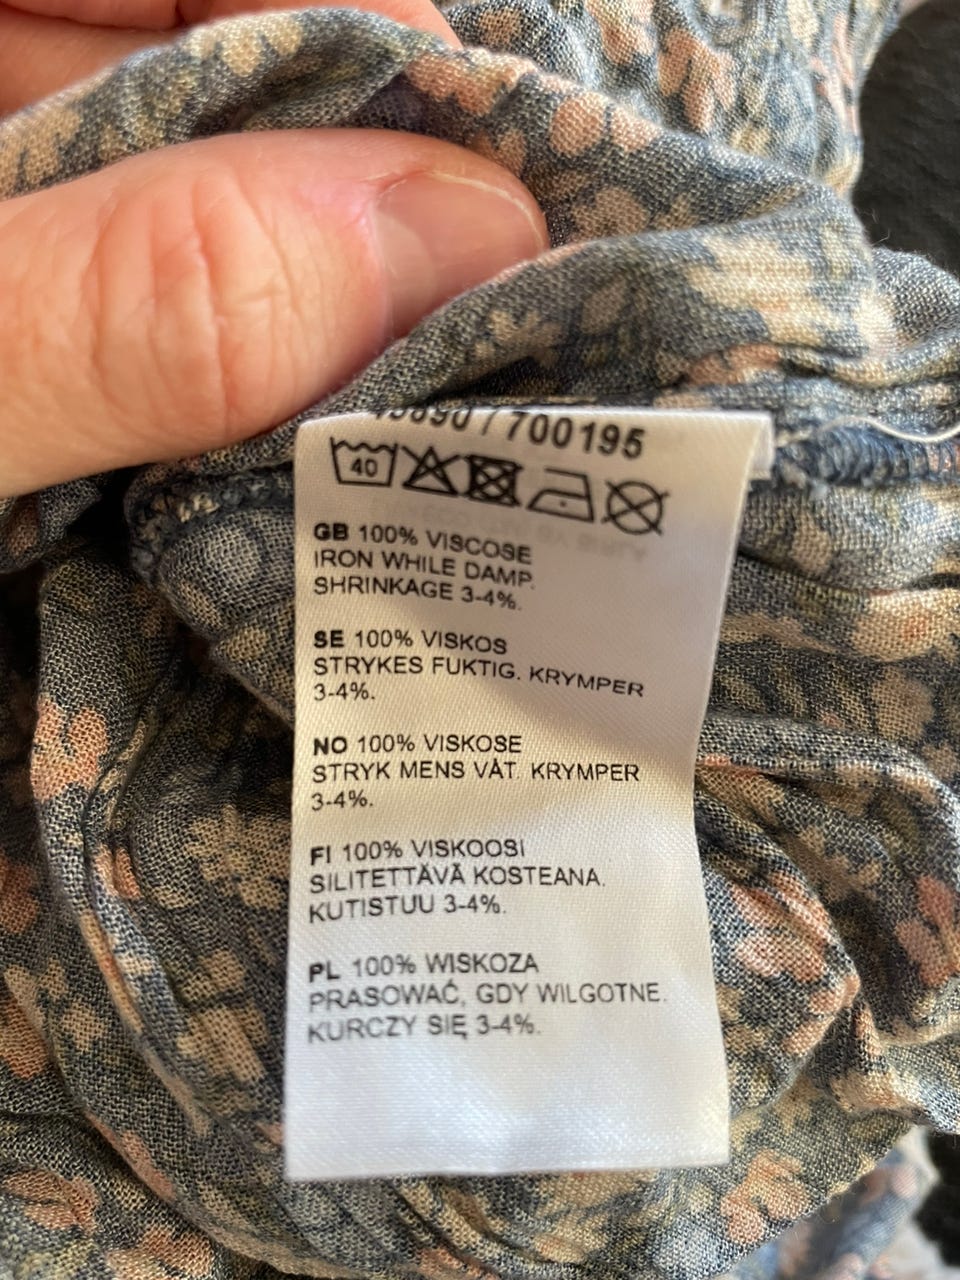 700195
40
GB 100% VISCOSE
IRON WHILE DAMP.
SHRINKAGE 3-4%.
SE 100% VISKOS
STRYKES FUKTIG. KRYMPER
3-4%.
NO 100% VISKOSE
STRYK MENS VÅT. KRYMPER
3-4%.
FI 100% VISKOOSI
SILITETTÄVÄ KOSTEANA.
KUTISTUU 3-4%.
PL 100% WISKOZA
PRASOWAĆ, GDY WILGOTNE.
KURCZY SIĘ 3-4%.